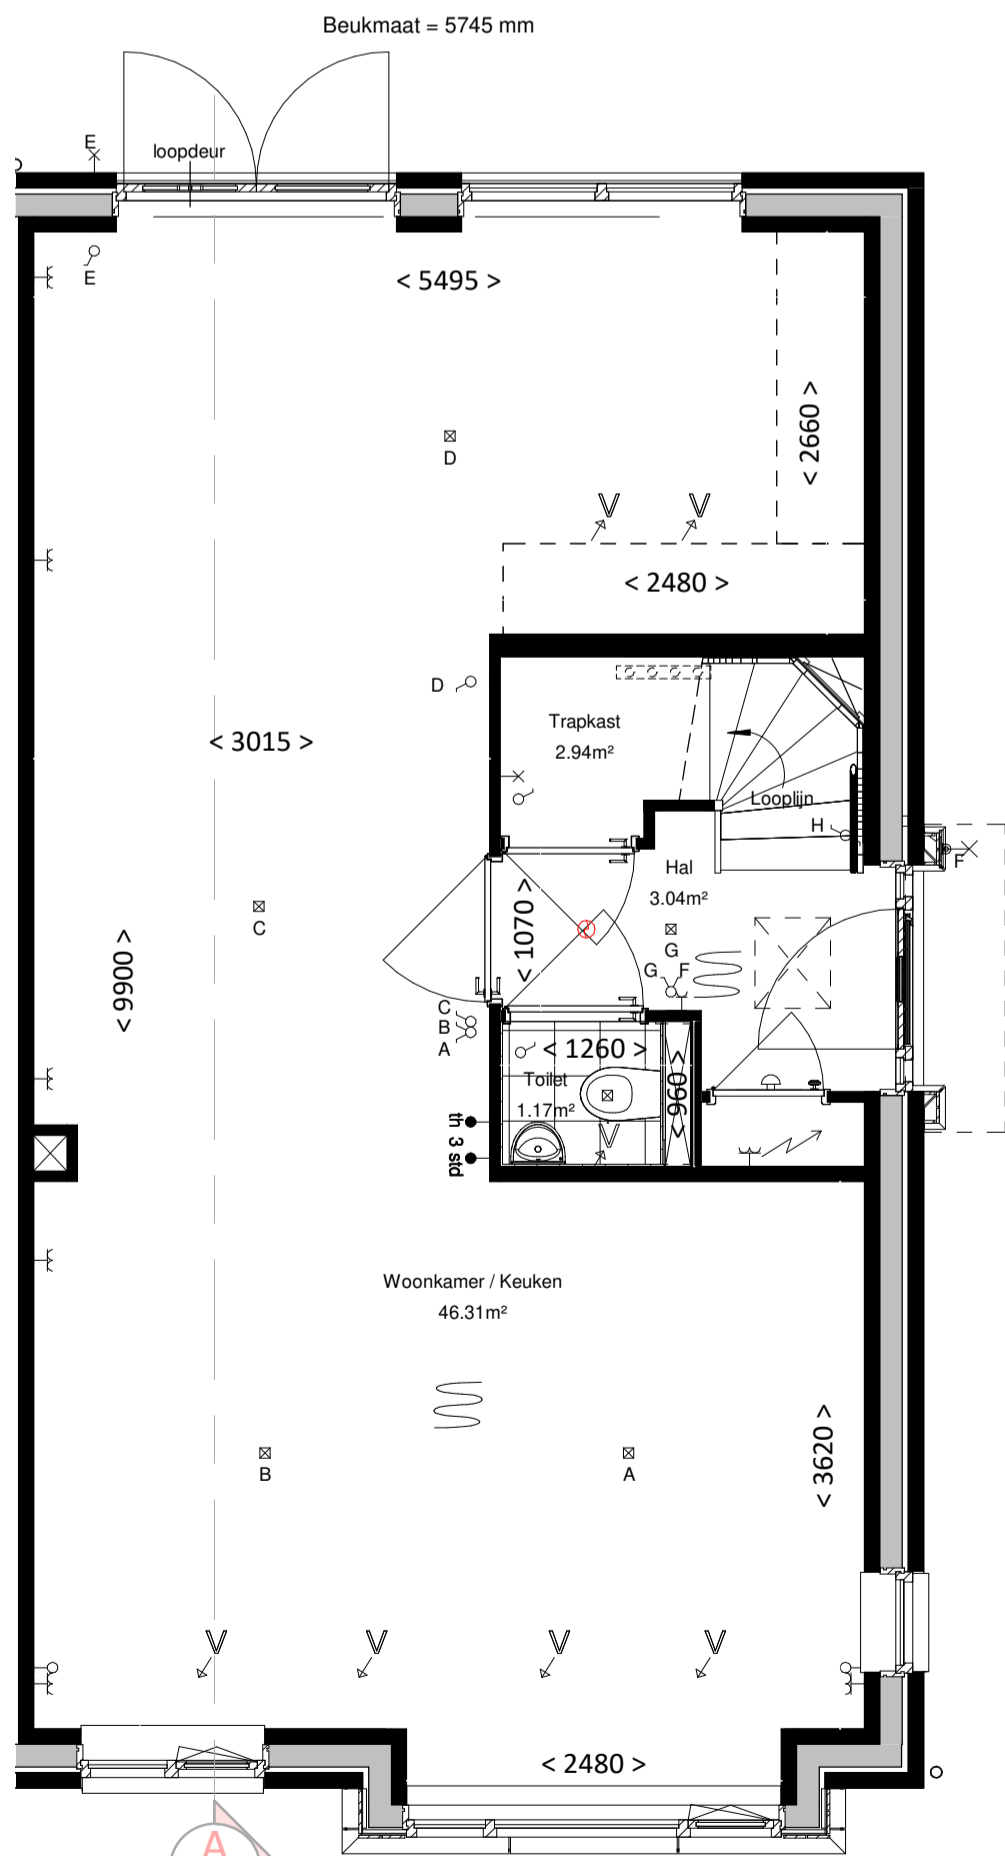 Beukmaat = 5745 mm
E
loopdeur
E
< 5495 >
< 2660 >
D
V V
< 2480 >
D
Trapkast
2.94m²
< 3015 >
Looplijn
H
F
Hal
3.04m²
< 1070 >
C
G
G F
< 9900 >
C
B
A
< 1260 >
Toilet
1.17m²
< 960 >
V
th 3 std
Woonkamer / Keuken
46.31m²
< 3620 >
B
A
V V V V
< 2480 >
A